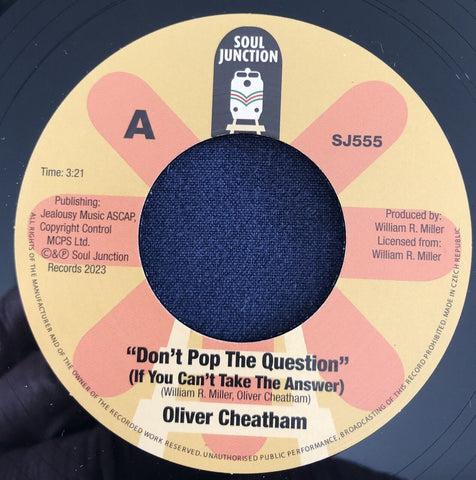 SOUL
JUNCTION
A
SJ555
Time: 3:21
Publishing:
Jealousy Music ASCAP,
Copyright Control
MCPS Ltd.
©&℗ Soul Junction
Records 2023
Produced by:
William R. Miller
Licensed from:
William R. Miller
"Don't Pop The Question"
(If You Can't Take The Answer)
(William R. Miller, Oliver Cheatham)
Oliver Cheatham
ALL RIGHTS OF THE MANUFACTURER AND OF THE OWNER OF THE RECORDED WORK RESERVED. UNAUTHORISED PUBLIC PERFORMANCE, BROADCASTING OF THIS RECORD PROHIBITED. MADE IN CZECH REPUBLIC